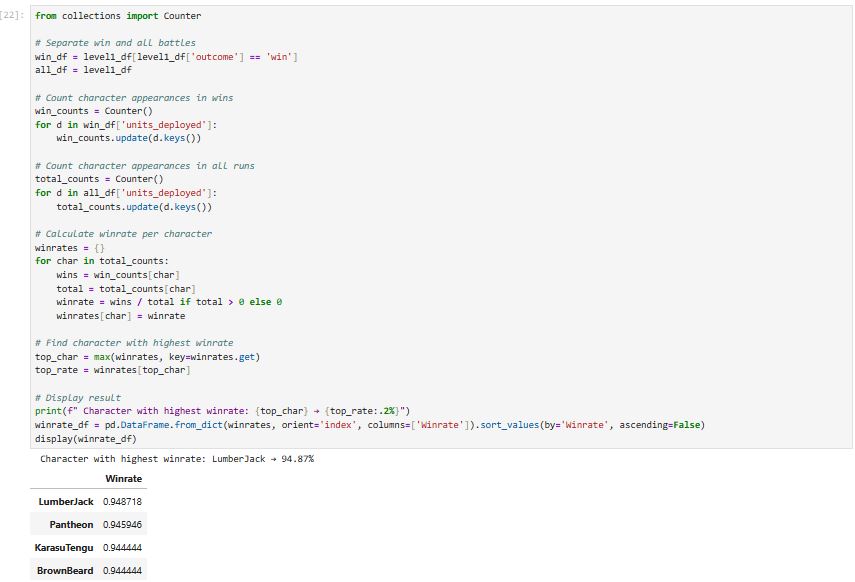 [22]:
from collections import Counter
# Separate win and all battles
win_df = level1_df[level1_df['outcome'] == 'win']
all_df = level1_df
# Count character appearances in wins
win_counts = Counter()
for d in win_df['units_deployed']:
    win_counts.update(d.keys())
# Count character appearances in all runs
total_counts = Counter()
for d in all_df['units_deployed']:
    total_counts.update(d.keys())
# Calculate winrate per character
winrates = {}
for char in total_counts:
    wins = win_counts[char]
    total = total_counts[char]
    winrate = wins / total if total > 0 else 0
    winrates[char] = winrate
# Find character with highest winrate
top_char = max(winrates, key=winrates.get)
top_rate = winrates[top_char]
# Display result
print(f" Character with highest winrate: {top_char} → {top_rate:.2%}")
winrate_df = pd.DataFrame.from_dict(winrates, orient='index', columns=['Winrate']).sort_values(by='Winrate', ascending=False)
display(winrate_df)
Character with highest winrate: LumberJack → 94.87%
Winrate
LumberJack 0.948718
Pantheon 0.945946
KarasuTengu 0.944444
BrownBeard 0.944444